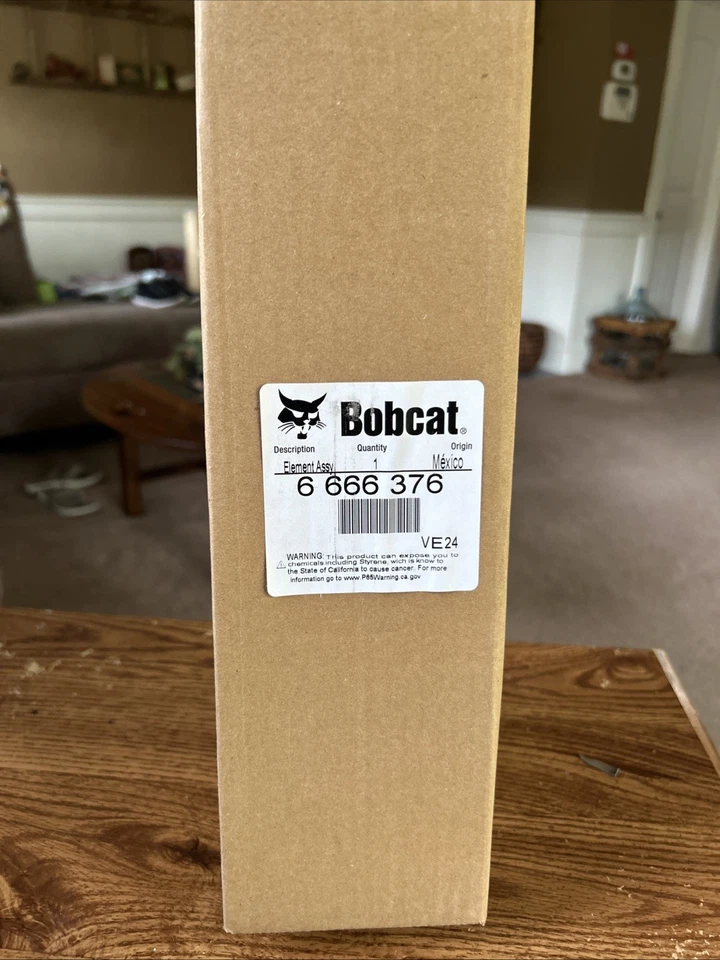 Bobcat®
Description Quantity Origin
Element Assy 1 México
6 666 376
VE24
⚠ WARNING: This product can expose you to
chemicals including Styrene, wich is know to
the State of California to cause cancer. For more
information go to www.P65Warning.ca.gov